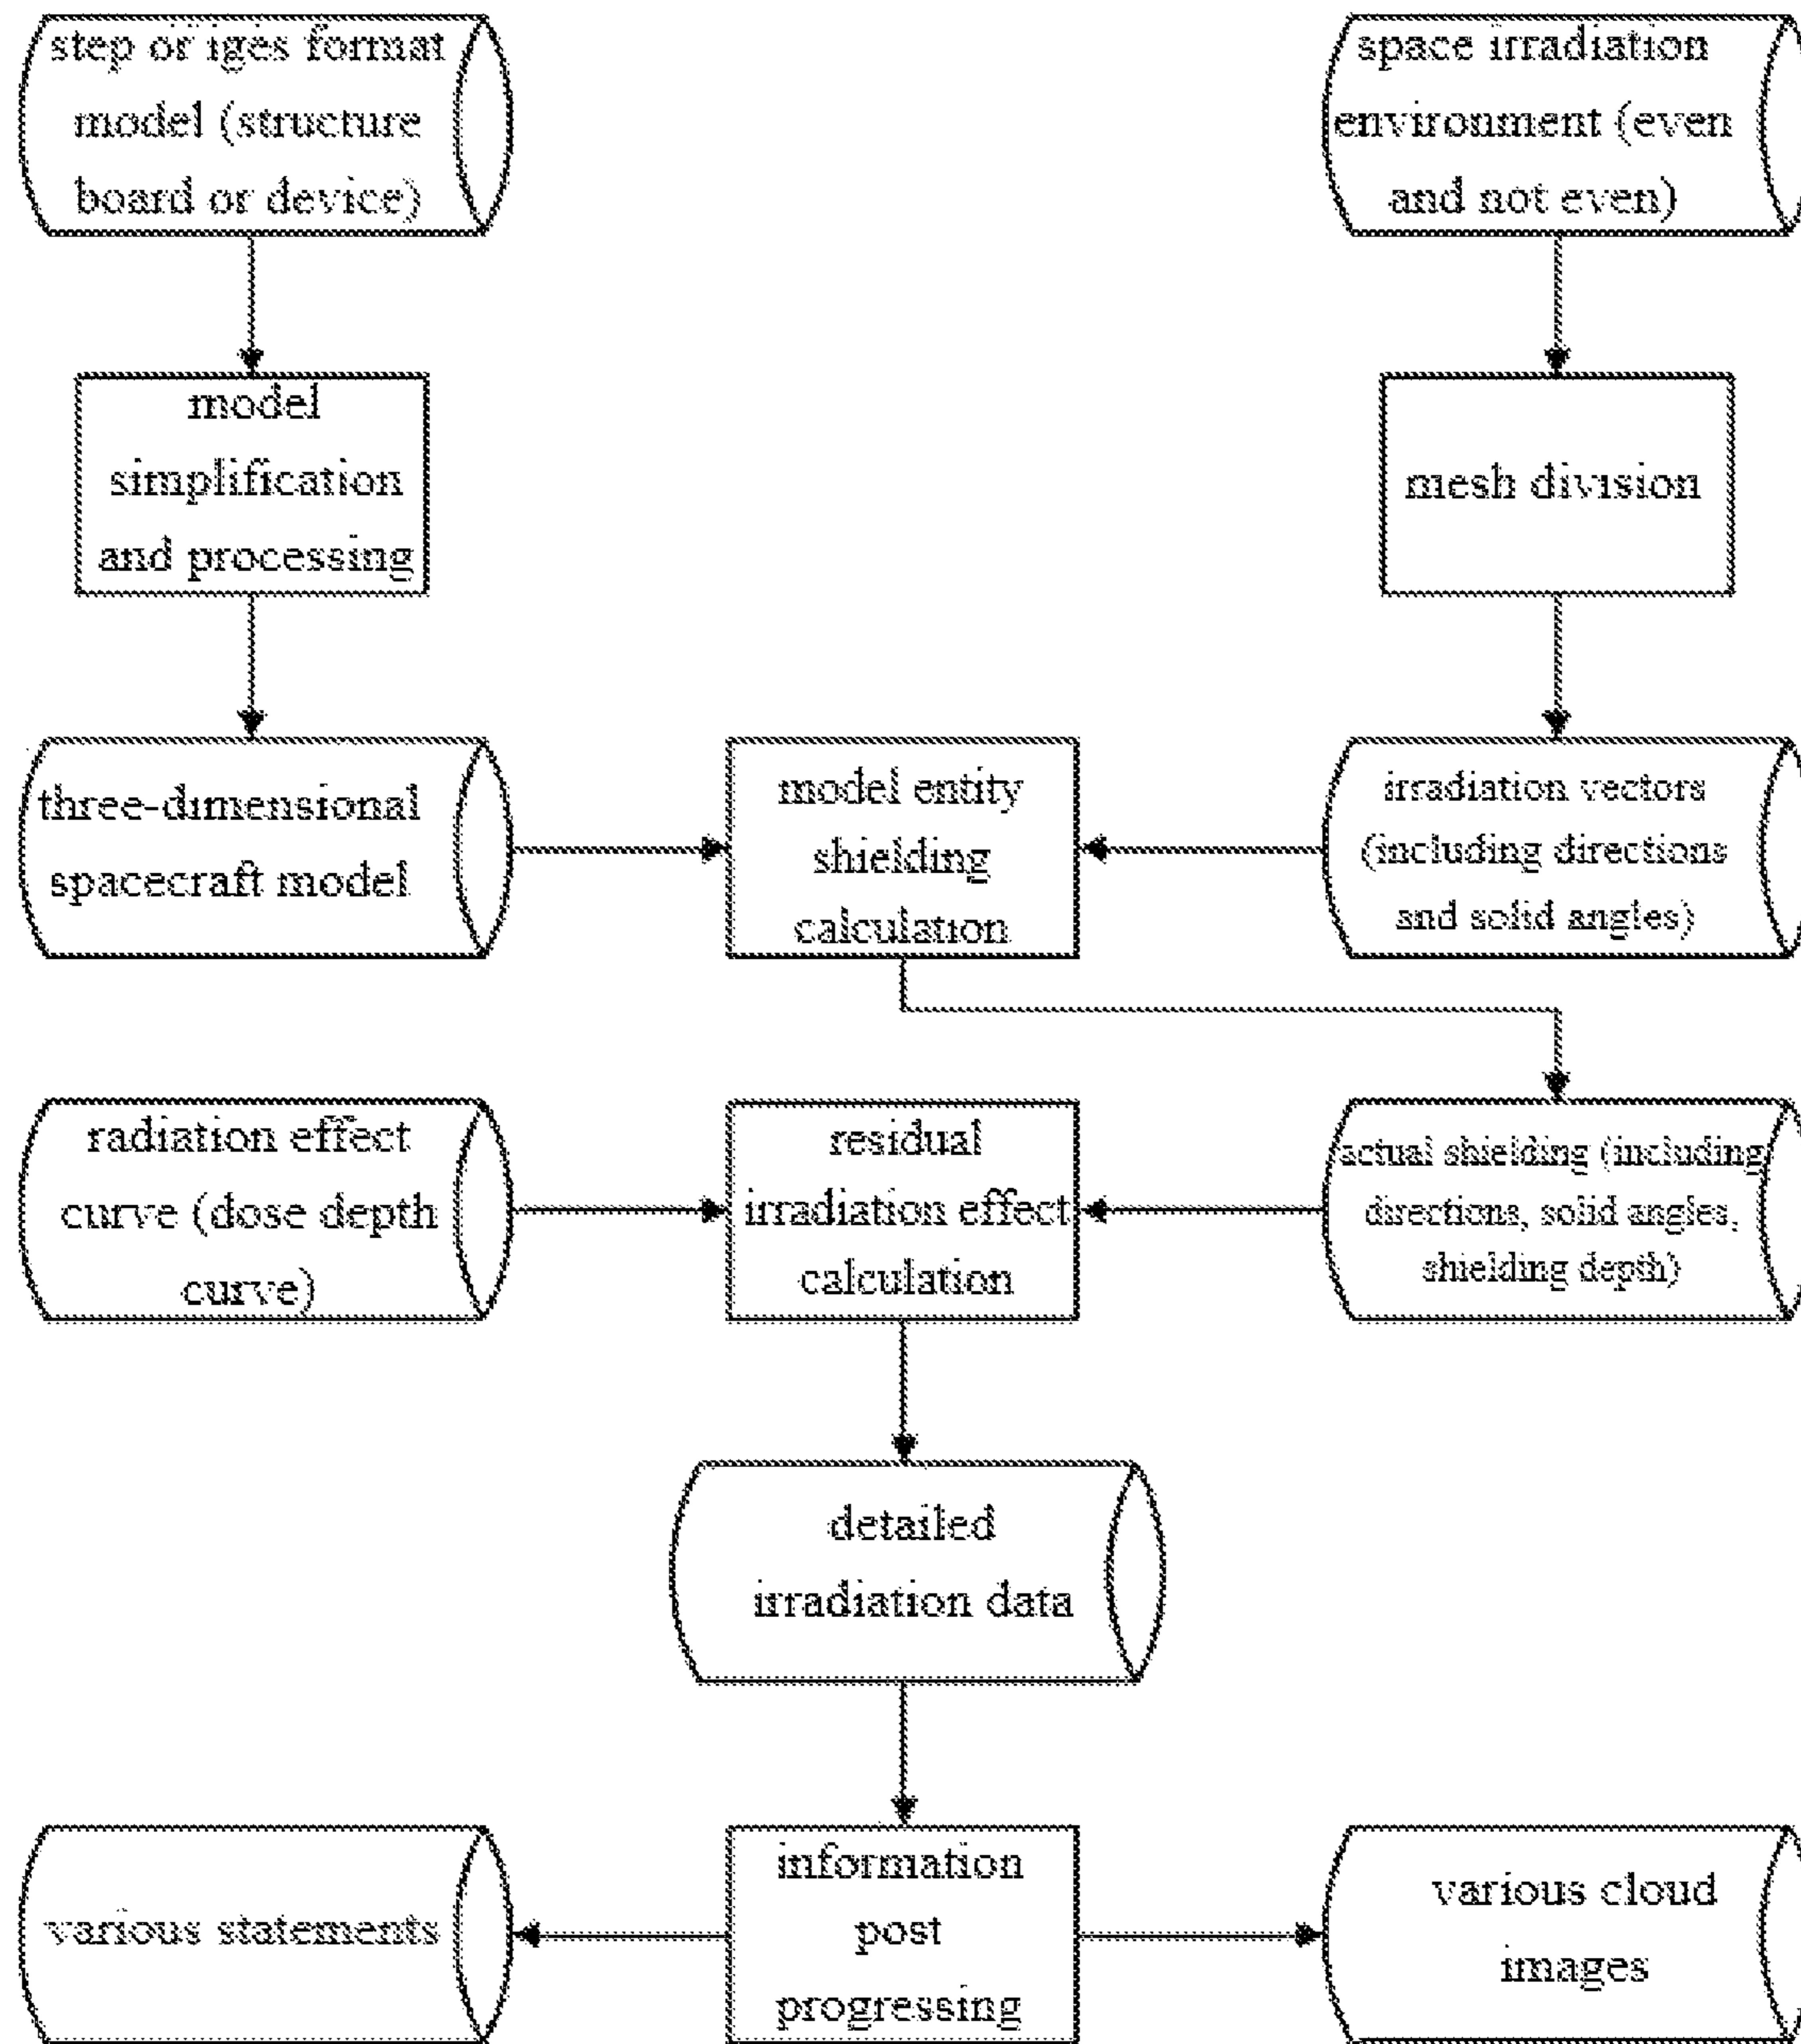 step or iges format
model (structure
board or device)
space irradiation
environment (even
and not even)
model
simplification
and processing
mesh division
three-dimensional
spacecraft model
model entity
shielding
calculation
irradiation vectors
(including directions
and solid angles)
radiation effect
curve (dose depth
curve)
residual
irradiation effect
calculation
actual shielding (including
directions, solid angles,
shielding depth)
detailed
irradiation data
various statements
information
post
progressing
various cloud
images